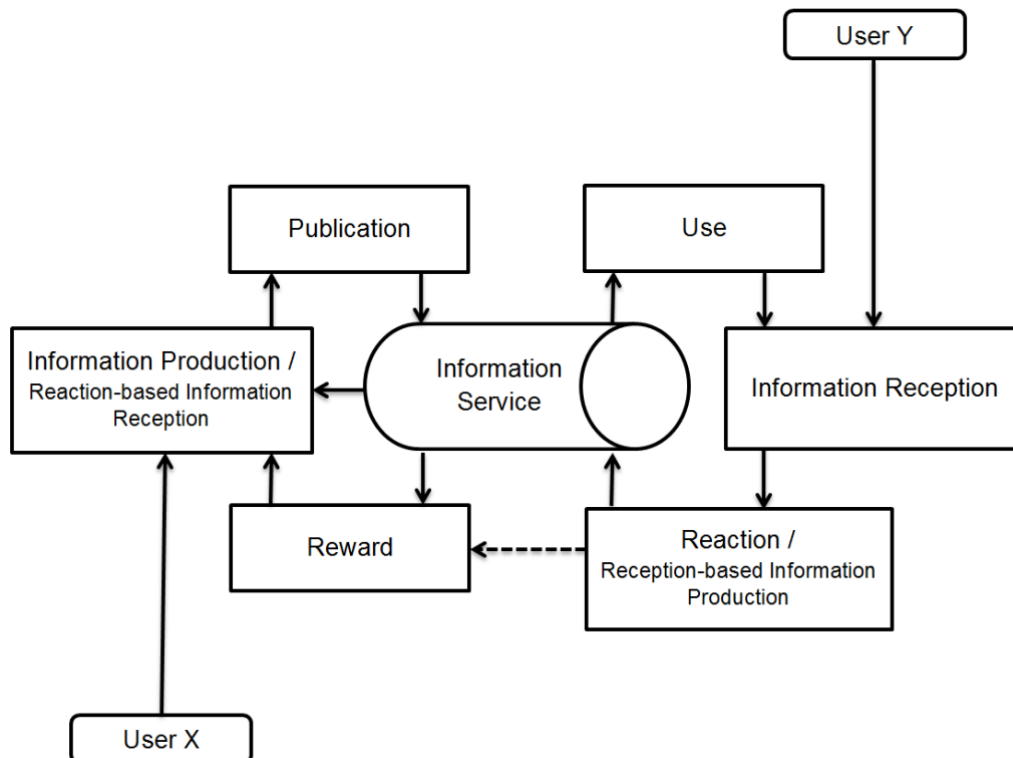 User Y
Publication
Use
Information Production /
Reaction-based Information
Reception
Information
Service
Information Reception
Reward
Reaction /
Reception-based Information
Production
User X